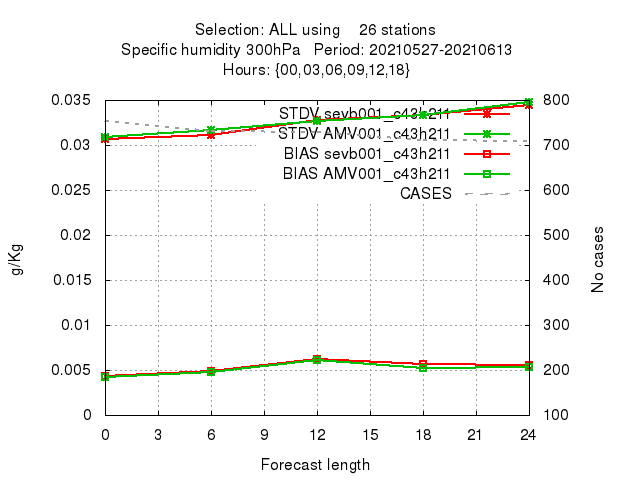 Selection: ALL using 26 stations
Specific humidity 300hPa Period: 20210527-20210613
Hours: {00,03,06,09,12,18}
STDV sevb001_c43h211
STDV AMV001_c43h211
BIAS sevb001_c43h211
BIAS AMV001_c43h211
CASES
0.035
0.03
0.025
0.02
0.015
0.01
0.005
0
g/Kg
800
700
600
500
400
300
200
100
No cases
0 3 6 9 12 15 18 21 24
Forecast length